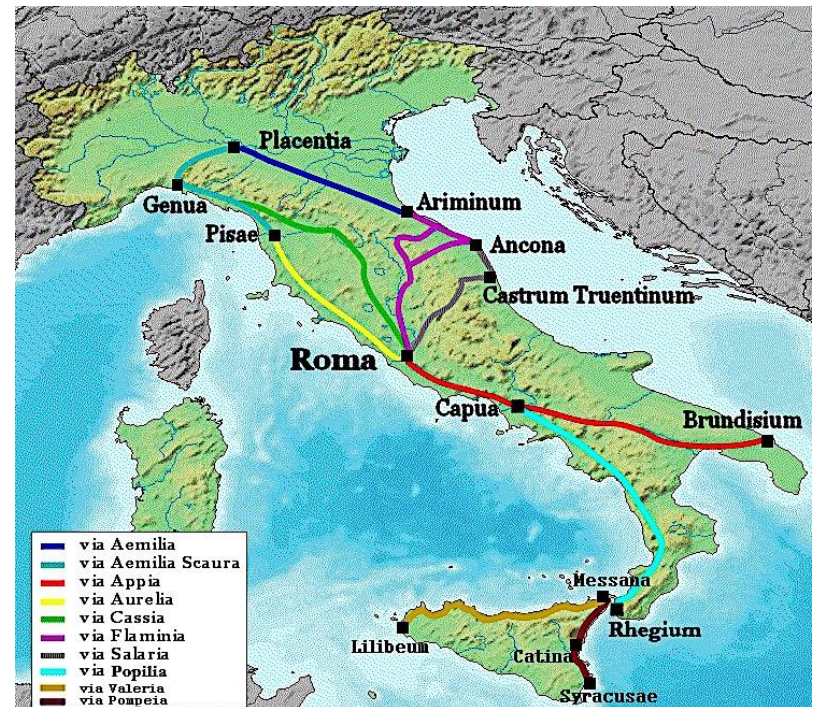 Placentia
Genua
Ariminum
Pisae
Ancona
Castrum Truentinum
Roma
Capua
Brundisium
Messana
Rhegium
Lilibeum
Catina
Syracusae
via Aemilia
via Aemilia Scaura
via Appia
via Aurelia
via Cassia
via Flaminia
via Salaria
via Popilia
via Valeria
via Pompeia